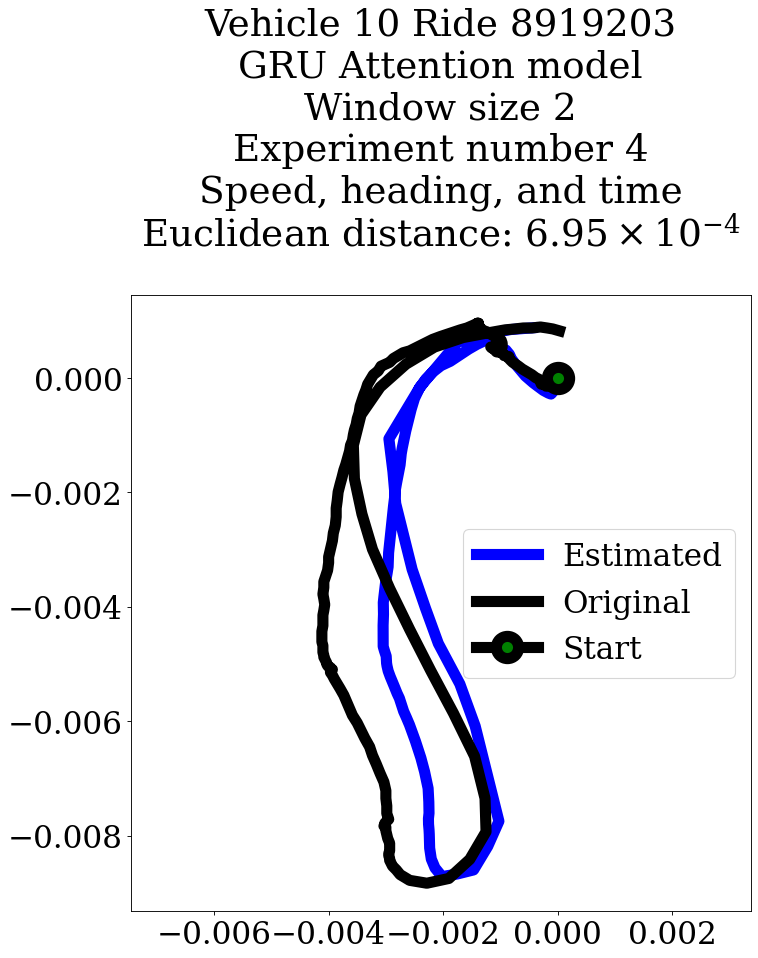 Vehicle 10 Ride 8919203
GRU Attention model
Window size 2
Experiment number 4
Speed, heading, and time
Euclidean distance: 6.95 × 10⁻⁴
0.000
−0.002
−0.004
−0.006
−0.008
Estimated
Original
Start
−0.006 −0.004 −0.002 0.000 0.002